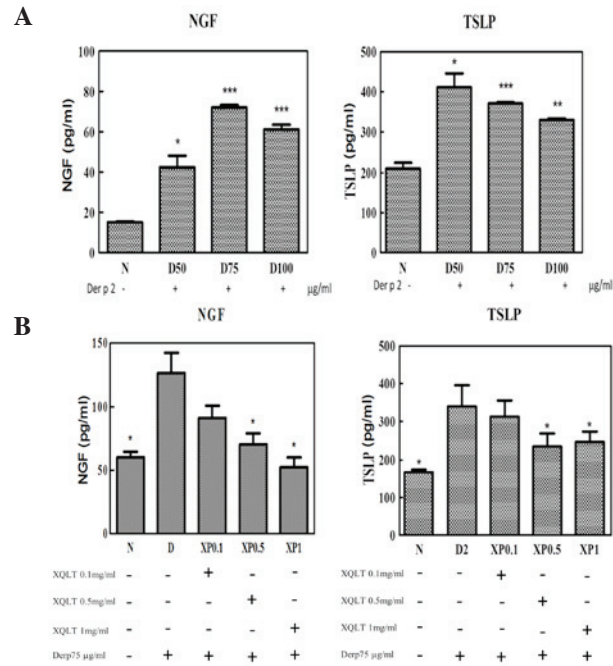 A
NGF
TSLP
NGF (pg/ml)
100
80
60
40
20
0
*
***
***
N D50 D75 D100
Der p 2 - + + + µg/ml
TSLP (pg/ml)
500
400
300
200
100
*
***
**
N D50 D75 D100
Der p 2 - + + + µg/ml
B
NGF
TSLP
NGF (pg/ml)
150
100
50
0
*
*
*
N D XP0.1 XP0.5 XP1
XQLT 0.1mg/ml - - + - -
XQLT 0.5mg/ml - - - + -
XQLT 1mg/ml - - - - +
Derp75 µg/ml - + + + +
TSLP (pg/ml)
500
400
300
200
100
0
*
*
*
N D2 XP0.1 XP0.5 XP1
XQLT 0.1mg/ml - - + - -
XQLT 0.5mg/ml - - - + -
XQLT 1mg/ml - - - - +
Derp75 µg/ml - + + + +